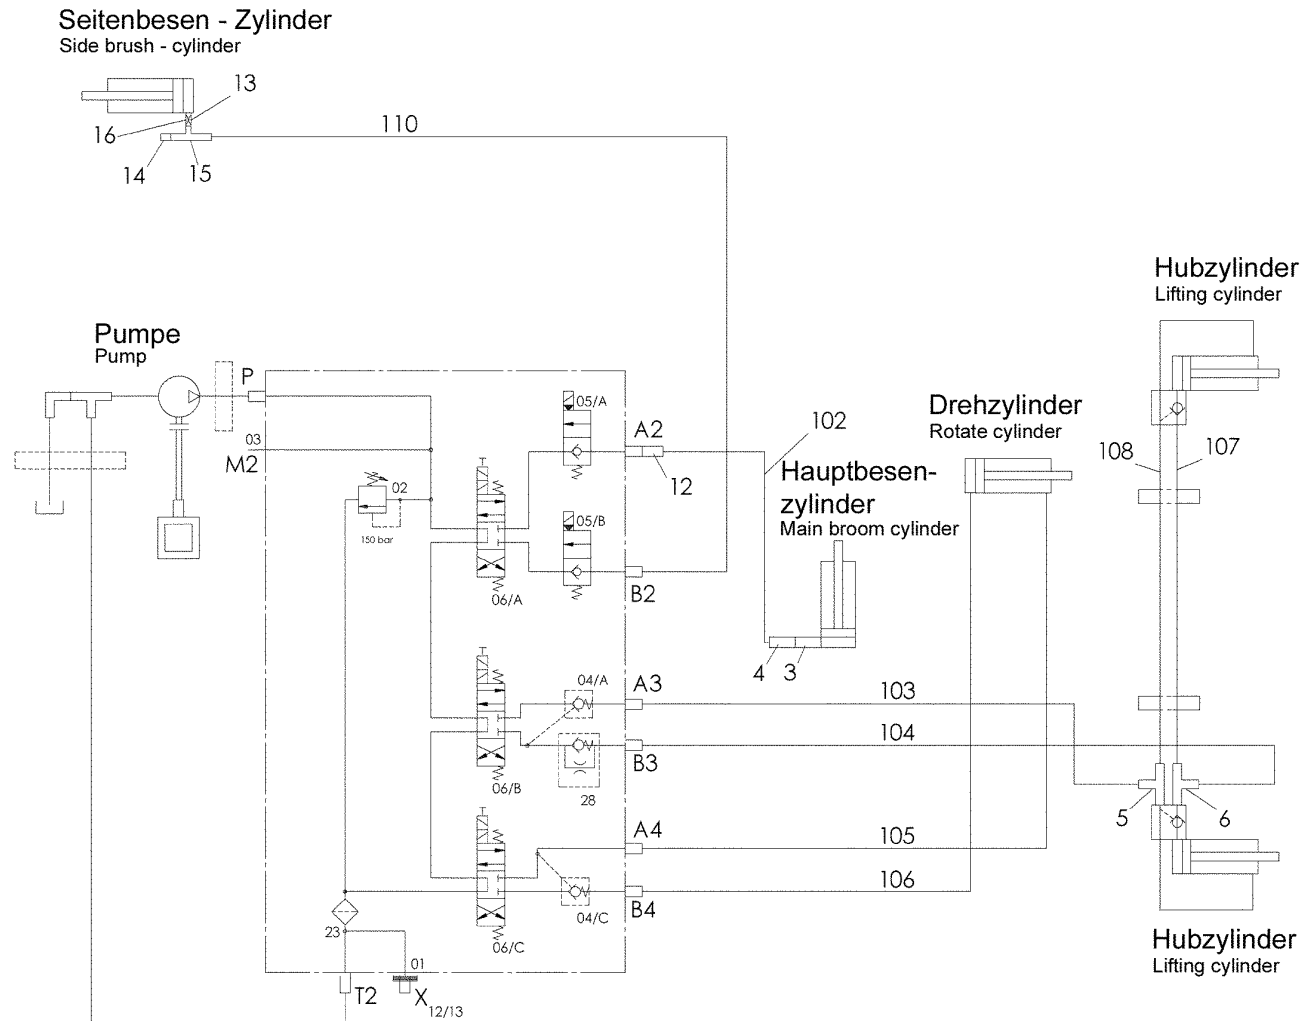 Seitenbesen - Zylinder
Side brush - cylinder
13
16
110
14
15
Hubzylinder
Lifting cylinder
Pumpe
Pump
P
05/A
A2
102
Drehzylinder
Rotate cylinder
03
M2
02
12
Hauptbesen-
zylinder
Main broom cylinder
108
107
150 bar
05/B
B2
06/A
4
3
04/A
A3
103
104
B3
06/B
28
5
6
A4
105
106
04/C
B4
23
06/C
01
T2
X
12/13
Hubzylinder
Lifting cylinder